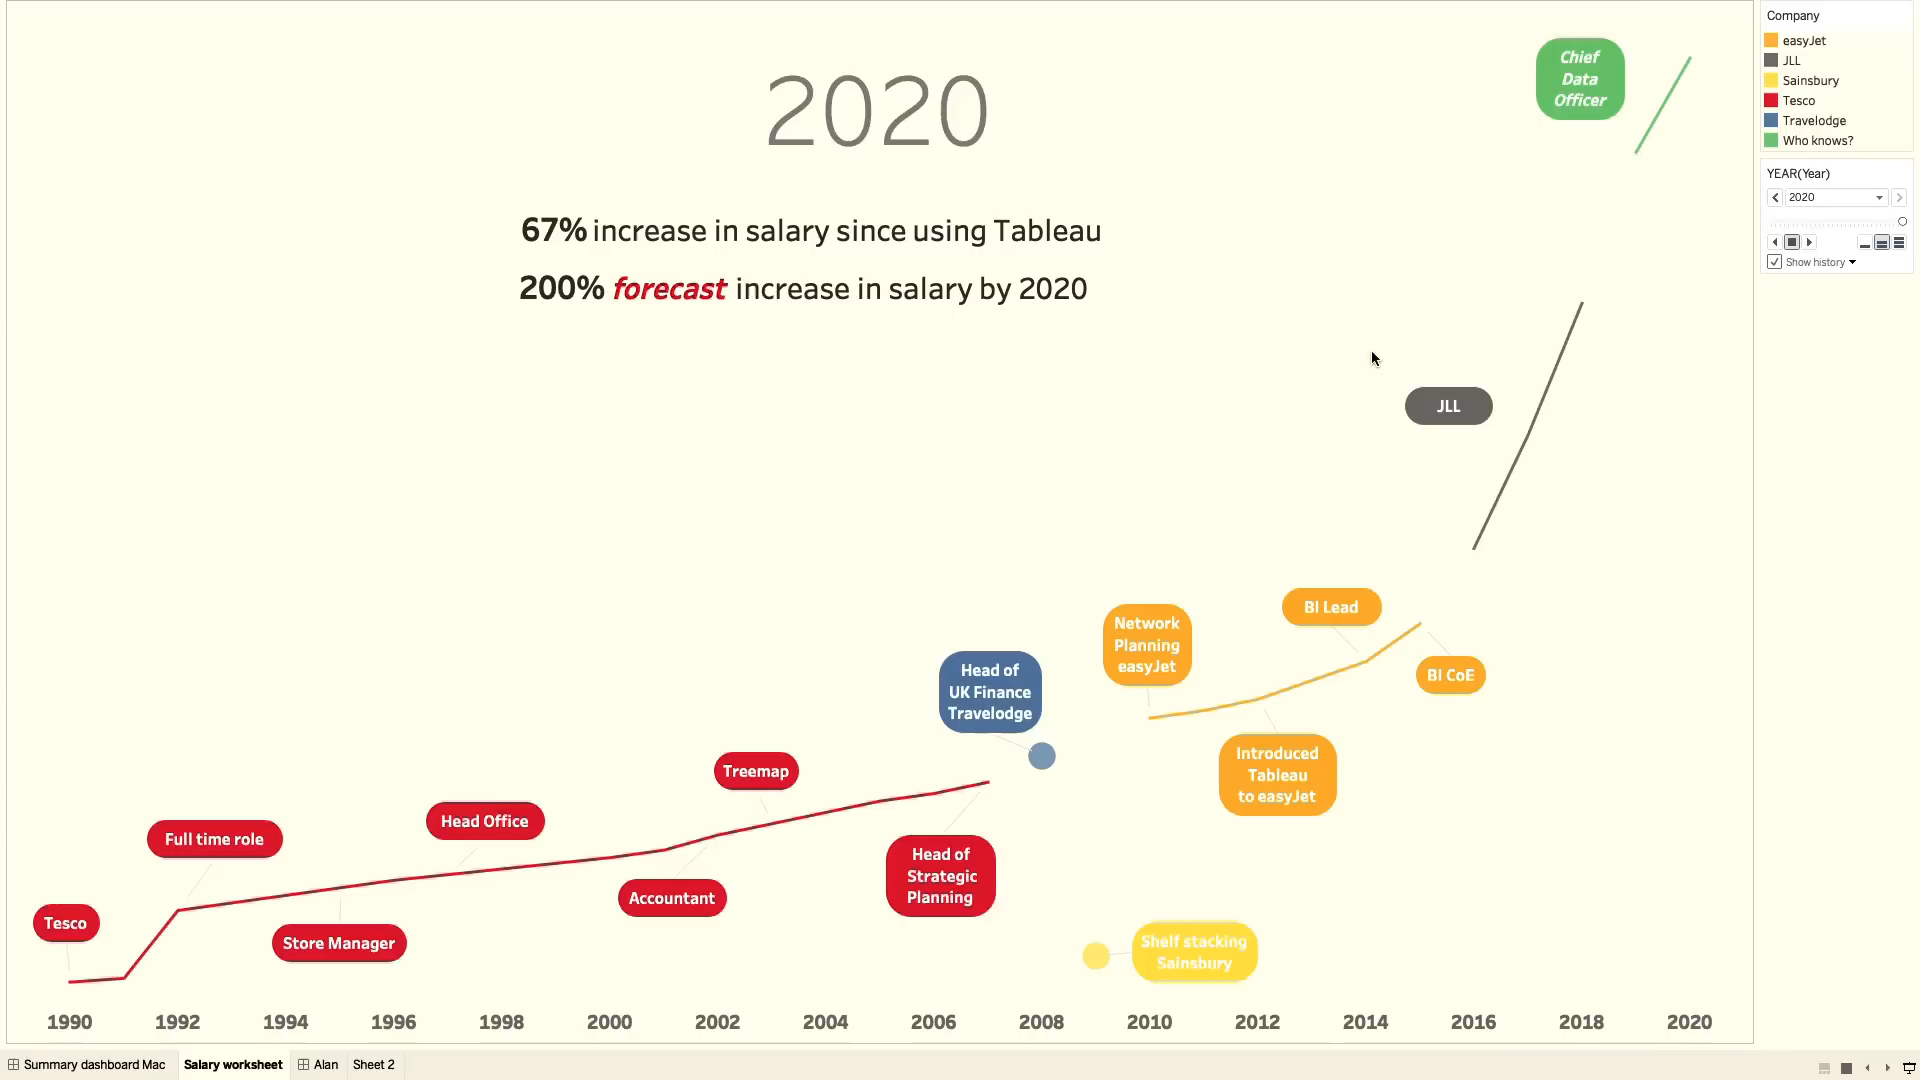 2020
67% increase in salary since using Tableau
200% forecast increase in salary by 2020
Chief
Data
Officer
JLL
Network
Planning
easyJet
BI Lead
BI CoE
Introduced
Tableau
to easyJet
Head of
UK Finance
Travelodge
Treemap
Head Office
Full time role
Tesco
Store Manager
Accountant
Head of
Strategic
Planning
Shelf stacking
Sainsbury
1990 1992 1994 1996 1998 2000 2002 2004 2006 2008 2010 2012 2014 2016 2018 2020
Company
easyJet
JLL
Sainsbury
Tesco
Travelodge
Who knows?
YEAR(Year)
2020
Show history
Summary dashboard Mac Salary worksheet Alan Sheet 2